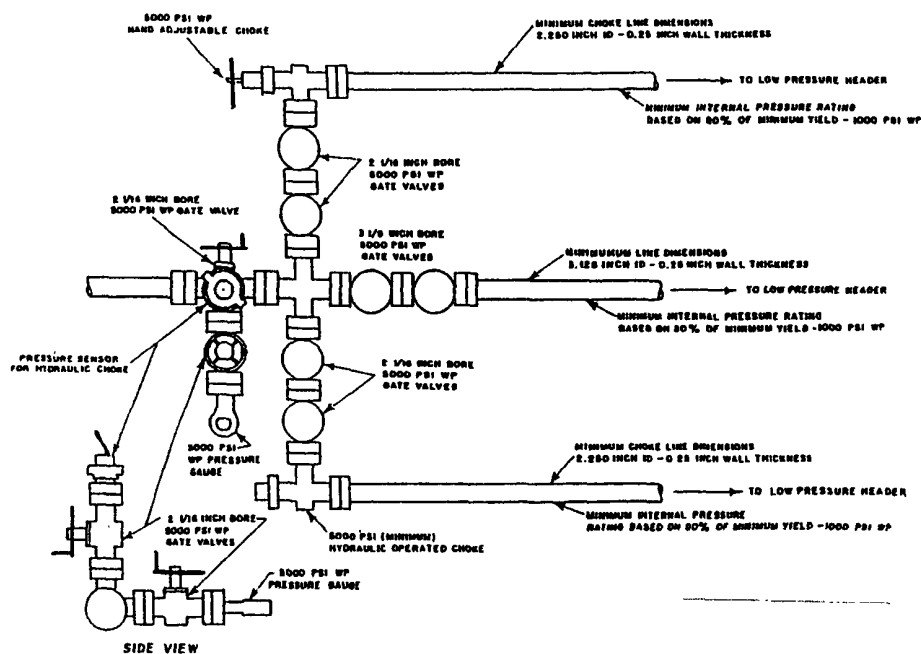 5000 PSI WP
HAND ADJUSTABLE CHOKE
MINIMUM CHOKE LINE DIMENSIONS
2.250 INCH ID - 0.25 INCH WALL THICKNESS
TO LOW PRESSURE HEADER
MINIMUM INTERNAL PRESSURE RATING
BASED ON 80% OF MINIMUM YIELD - 1000 PSI WP
2 1/16 INCH BORE
5000 PSI WP
GATE VALVES
2 1/16 INCH BORE
5000 PSI WP GATE VALVE
3 1/8 INCH BORE
5000 PSI WP
GATE VALVES
MINIMUMUM LINE DIMENSIONS
3.125 INCH ID - 0.25 INCH WALL THICKNESS
TO LOW PRESSURE HEADER
MINIMUM INTERNAL PRESSURE RATING
BASED ON 80% OF MINIMUM YIELD - 1000 PSI WP
PRESSURE SENSOR
FOR HYDRAULIC CHOKE
2 1/16 INCH BORE
5000 PSI WP
GATE VALVES
5000 PSI
WP PRESSURE
GAUGE
MINIMUM CHOKE LINE DIMENSIONS
2.250 INCH ID - 0.25 INCH WALL THICKNESS
TO LOW PRESSURE HEADER
MINIMUM INTERNAL PRESSURE
RATING BASED ON 80% OF MINIMUM YIELD - 1000 PSI WP
2 1/16 INCH BORE
5000 PSI WP
GATE VALVES
5000 PSI (MINIMUM)
HYDRAULIC OPERATED CHOKE
5000 PSI WP
PRESSURE GAUGE
SIDE VIEW